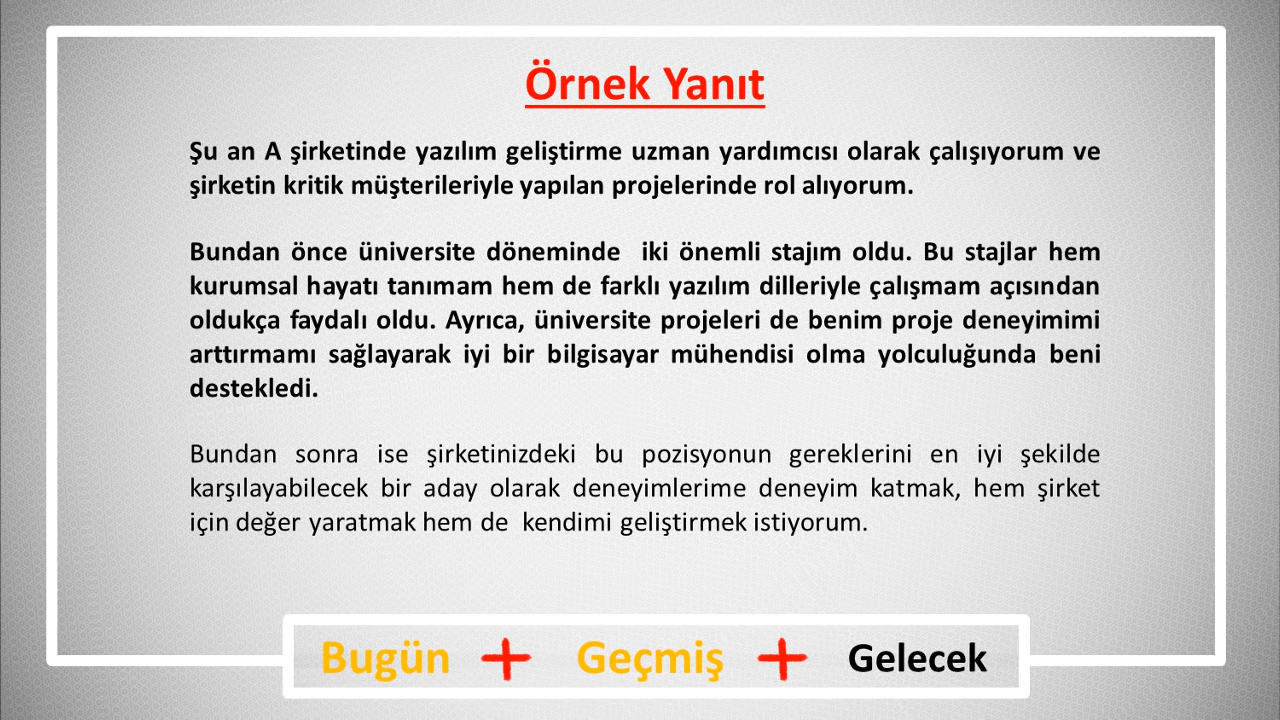 Örnek Yanıt
Şu an A şirketinde yazılım geliştirme uzman yardımcısı olarak çalışıyorum ve
şirketin kritik müşterileriyle yapılan projelerinde rol alıyorum.
Bundan önce üniversite döneminde iki önemli stajım oldu. Bu stajlar hem
kurumsal hayatı tanımam hem de farklı yazılım dilleriyle çalışmam açısından
oldukça faydalı oldu. Ayrıca, üniversite projeleri de benim proje deneyimimi
arttırmamı sağlayarak iyi bir bilgisayar mühendisi olma yolculuğunda beni
destekledi.
Bundan sonra ise şirketinizdeki bu pozisyonun gereklerini en iyi şekilde
karşılayabilecek bir aday olarak deneyimlerime deneyim katmak, hem şirket
için değer yaratmak hem de kendimi geliştirmek istiyorum.
Bugün + Geçmiş + Gelecek